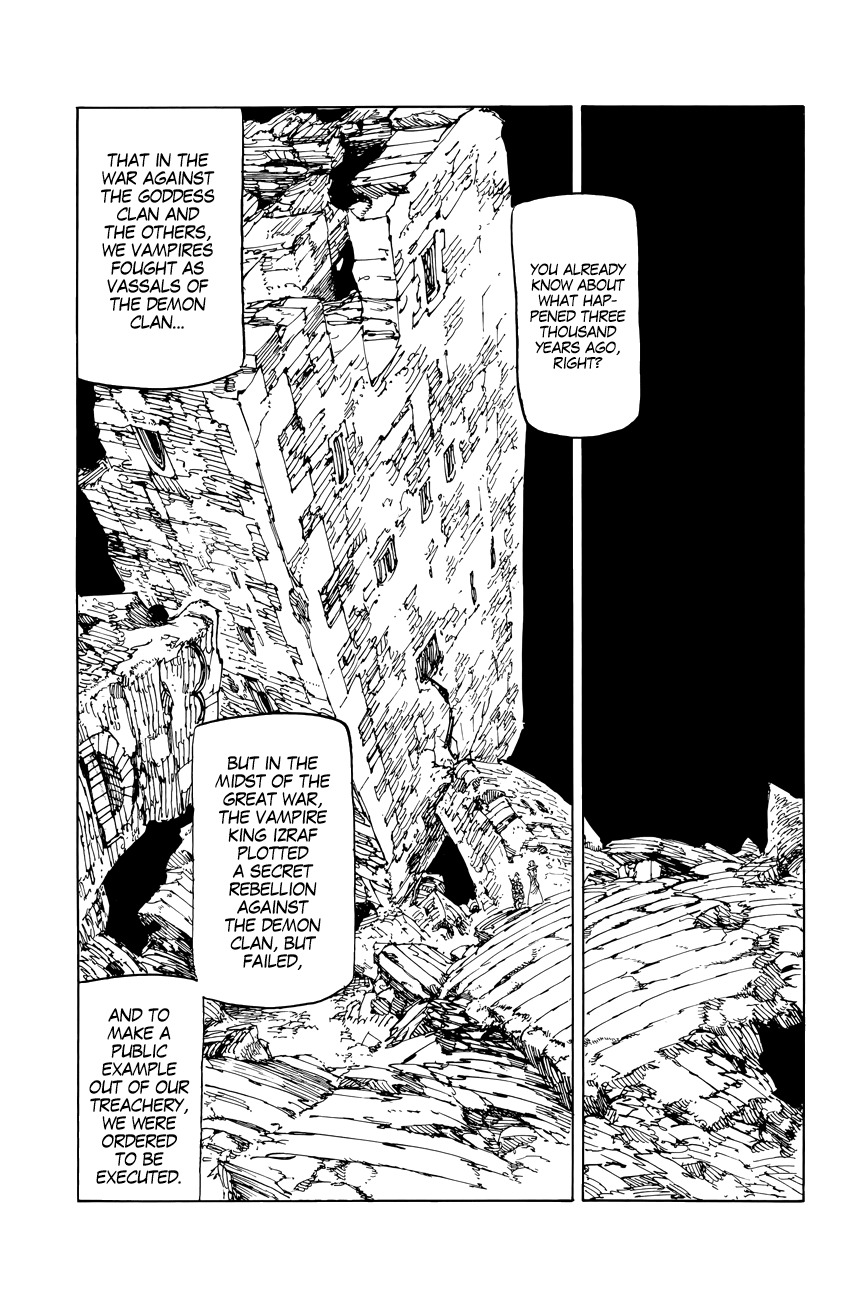 YOU ALREADY
KNOW ABOUT
WHAT HAP-
PENED THREE
THOUSAND
YEARS AGO,
RIGHT?
THAT IN THE
WAR AGAINST
THE GODDESS
CLAN AND
THE OTHERS,
WE VAMPIRES
FOUGHT AS
VASSALS OF
THE DEMON
CLAN...
BUT IN THE
MIDST OF THE
GREAT WAR,
THE VAMPIRE
KING IZRAF
PLOTTED
A SECRET
REBELLION
AGAINST
THE DEMON
CLAN, BUT
FAILED,
AND TO
MAKE A
PUBLIC
EXAMPLE
OUT OF OUR
TREACHERY,
WE WERE
ORDERED
TO BE
EXECUTED.